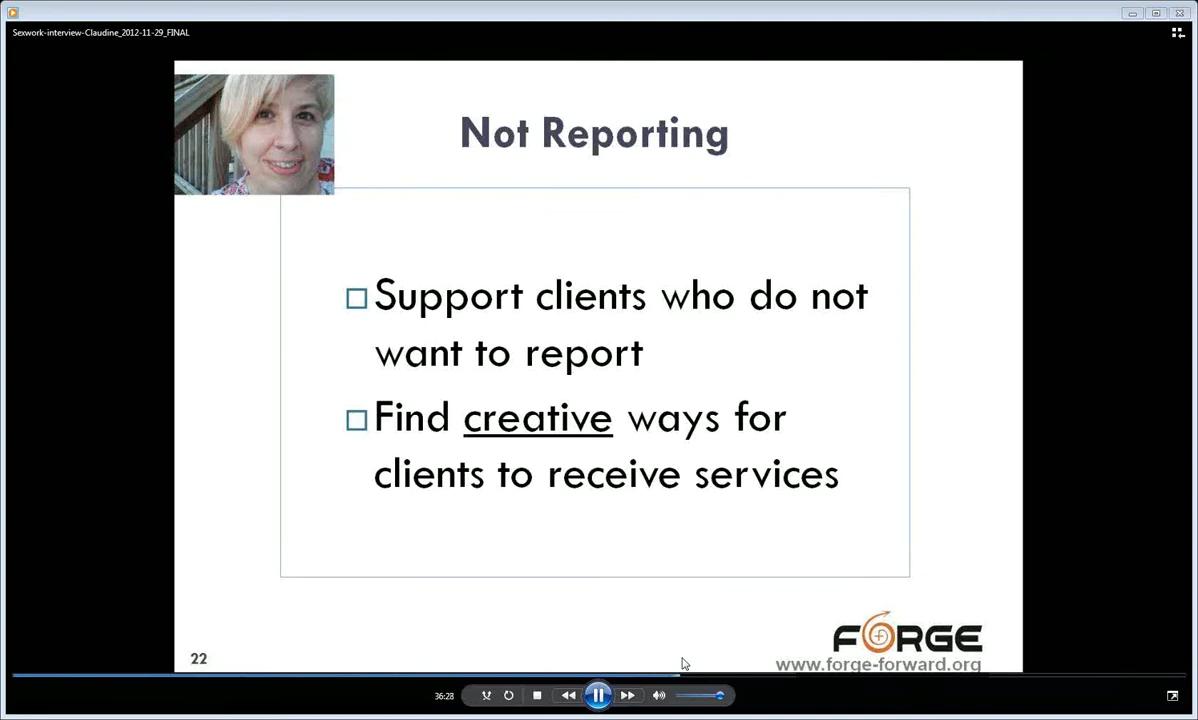 Sexwork-interview-Claudine_2012-11-29_FINAL
Not Reporting
Support clients who do not
want to report
Find creative ways for
clients to receive services
FORGE
www.forge-forward.org
22
36:28